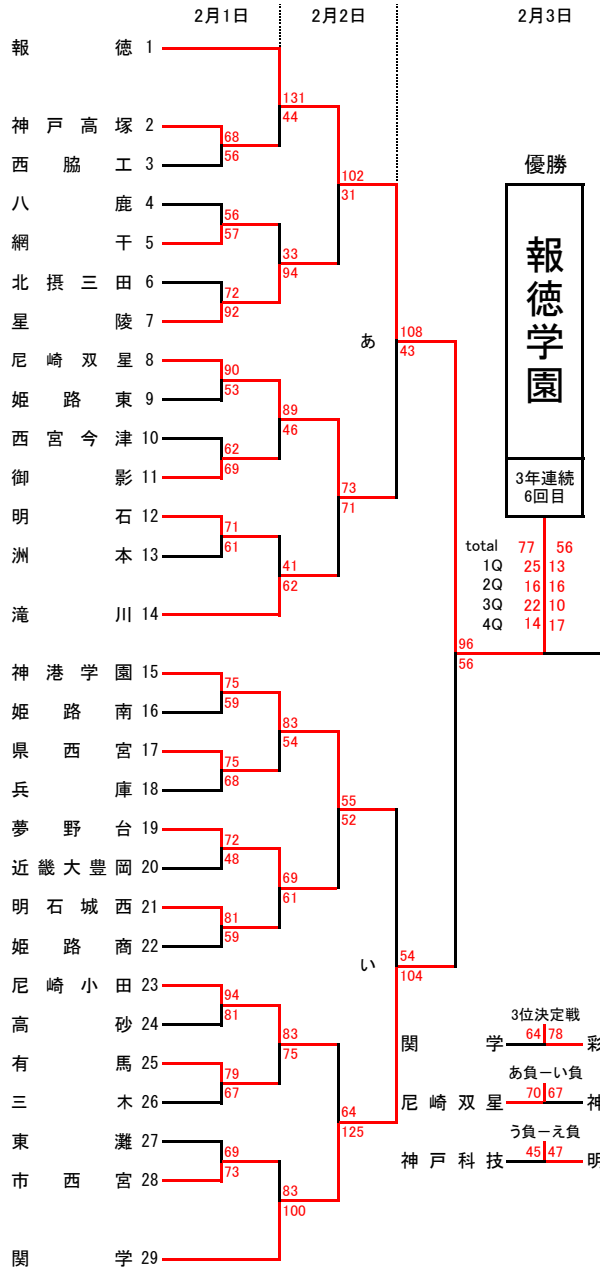 2月1日 2月2日 2月3日
報徳 1
131
44
神戸高塚 2
68
56
西脇工 3
102
31
優勝
報徳学園
3年連続
6回目
八鹿 4
56
57
網干 5
33
94
北摂三田 6
72
92
星陵 7
あ
108
43
尼崎双星 8
90
53
姫路東 9
89
46
西宮今津 10
62
69
御影 11
73
71
明石 12
71
61
洲本 13
41
62
滝川 14
total 77 56
1Q 25 13
2Q 16 16
3Q 22 10
4Q 14 17
96
56
神港学園 15
75
59
姫路南 16
83
54
県西宮 17
75
68
兵庫 18
55
52
夢野台 19
72
48
近畿大豊岡 20
69
61
明石城西 21
81
59
姫路商 22
い
54
104
尼崎小田 23
94
81
高砂 24
83
75
有馬 25
79
67
三木 26
64
125
東灘 27
69
73
市西宮 28
83
100
関学 29
3位決定戦
関学 64 78 彩
あ負ーい負
尼崎双星 70 67 神
う負ーえ負
神戸科技 45 47 明